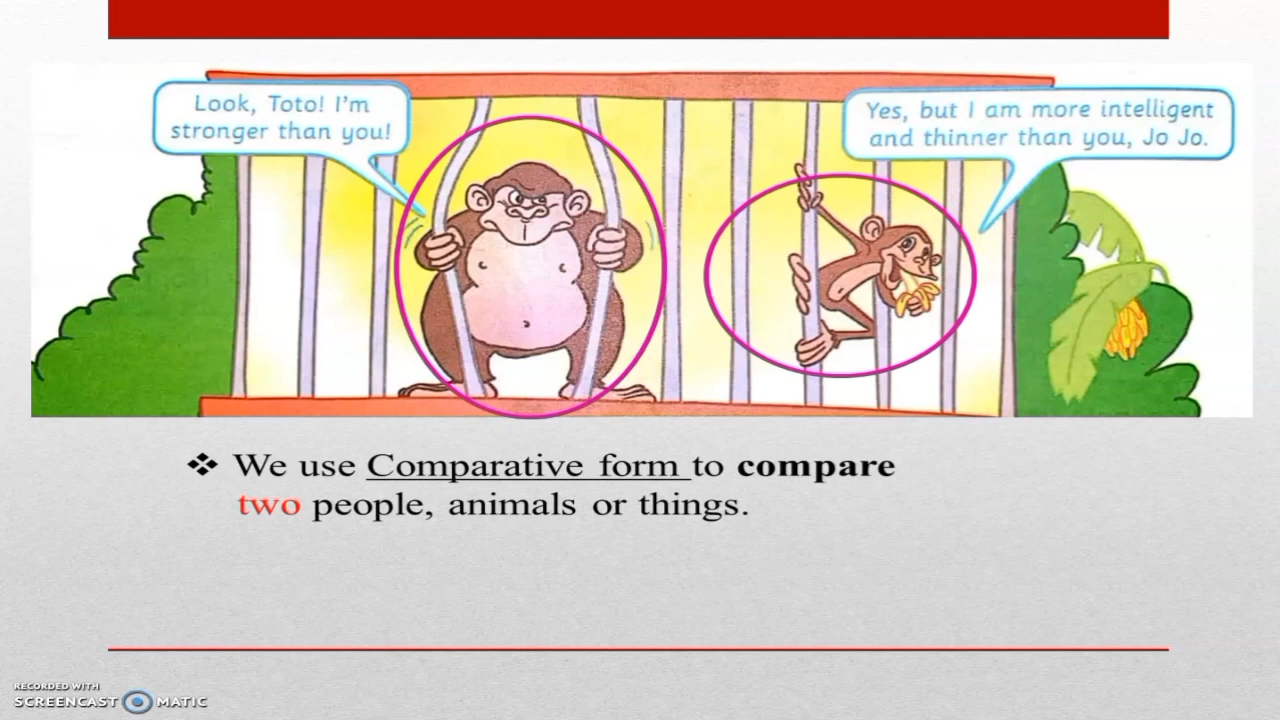 Look, Toto! I'm
stronger than you!
Yes, but I am more intelligent
and thinner than you, Jo Jo.
❖ We use Comparative form to compare
two people, animals or things.
RECORDED WITH
SCREENCAST MATIC